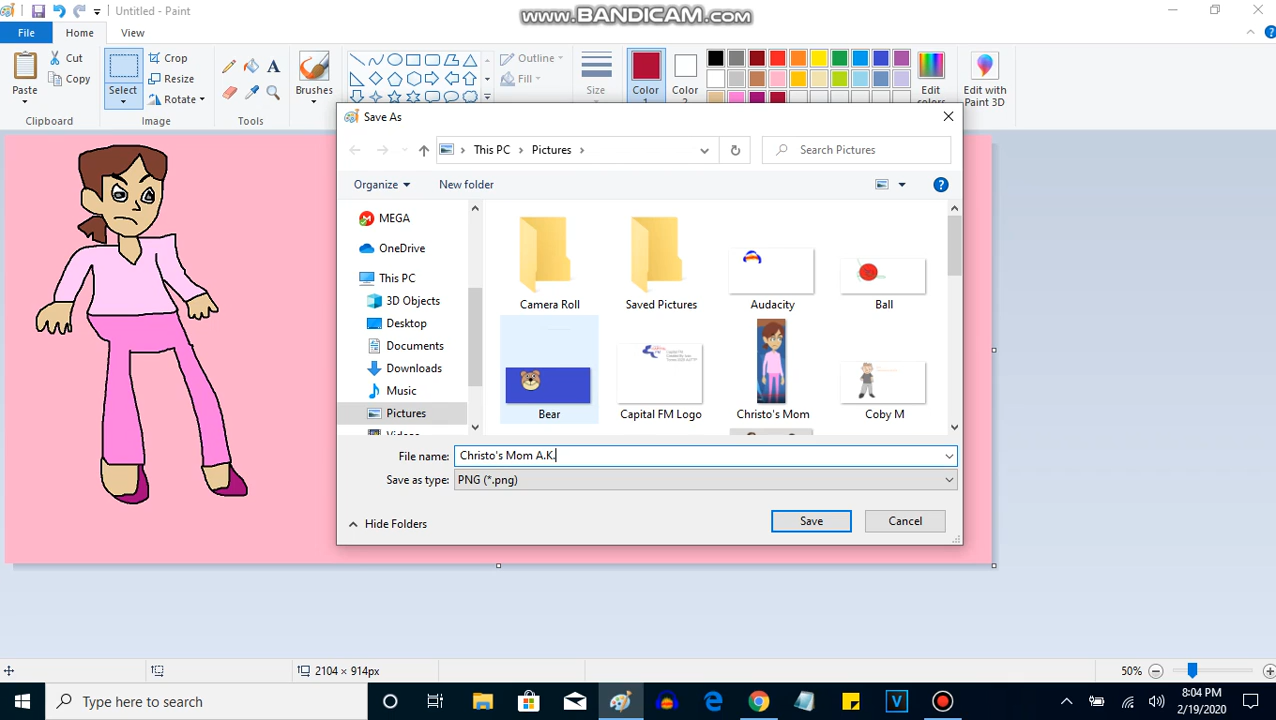 www.BANDICAM.com
Untitled - Paint
File
Home
View
Paste
Cut
Copy
Clipboard
Select
Crop
Resize
Rotate
Image
A
Tools
Brushes
Outline
Fill
Size
Color
1
Color
2
Edit
colors
Edit with
Paint 3D
Save As
This PC
Pictures
Search Pictures
Organize
New folder
MEGA
OneDrive
This PC
3D Objects
Desktop
Documents
Downloads
Music
Pictures
Camera Roll
Saved Pictures
Audacity
Ball
Bear
Capital FM Logo
Christo's Mom
Coby M
File name:
Christo's Mom A.K.
Save as type:
PNG (*.png)
Hide Folders
Save
Cancel
2104 × 914px
50%
Type here to search
8:04 PM
2/19/2020